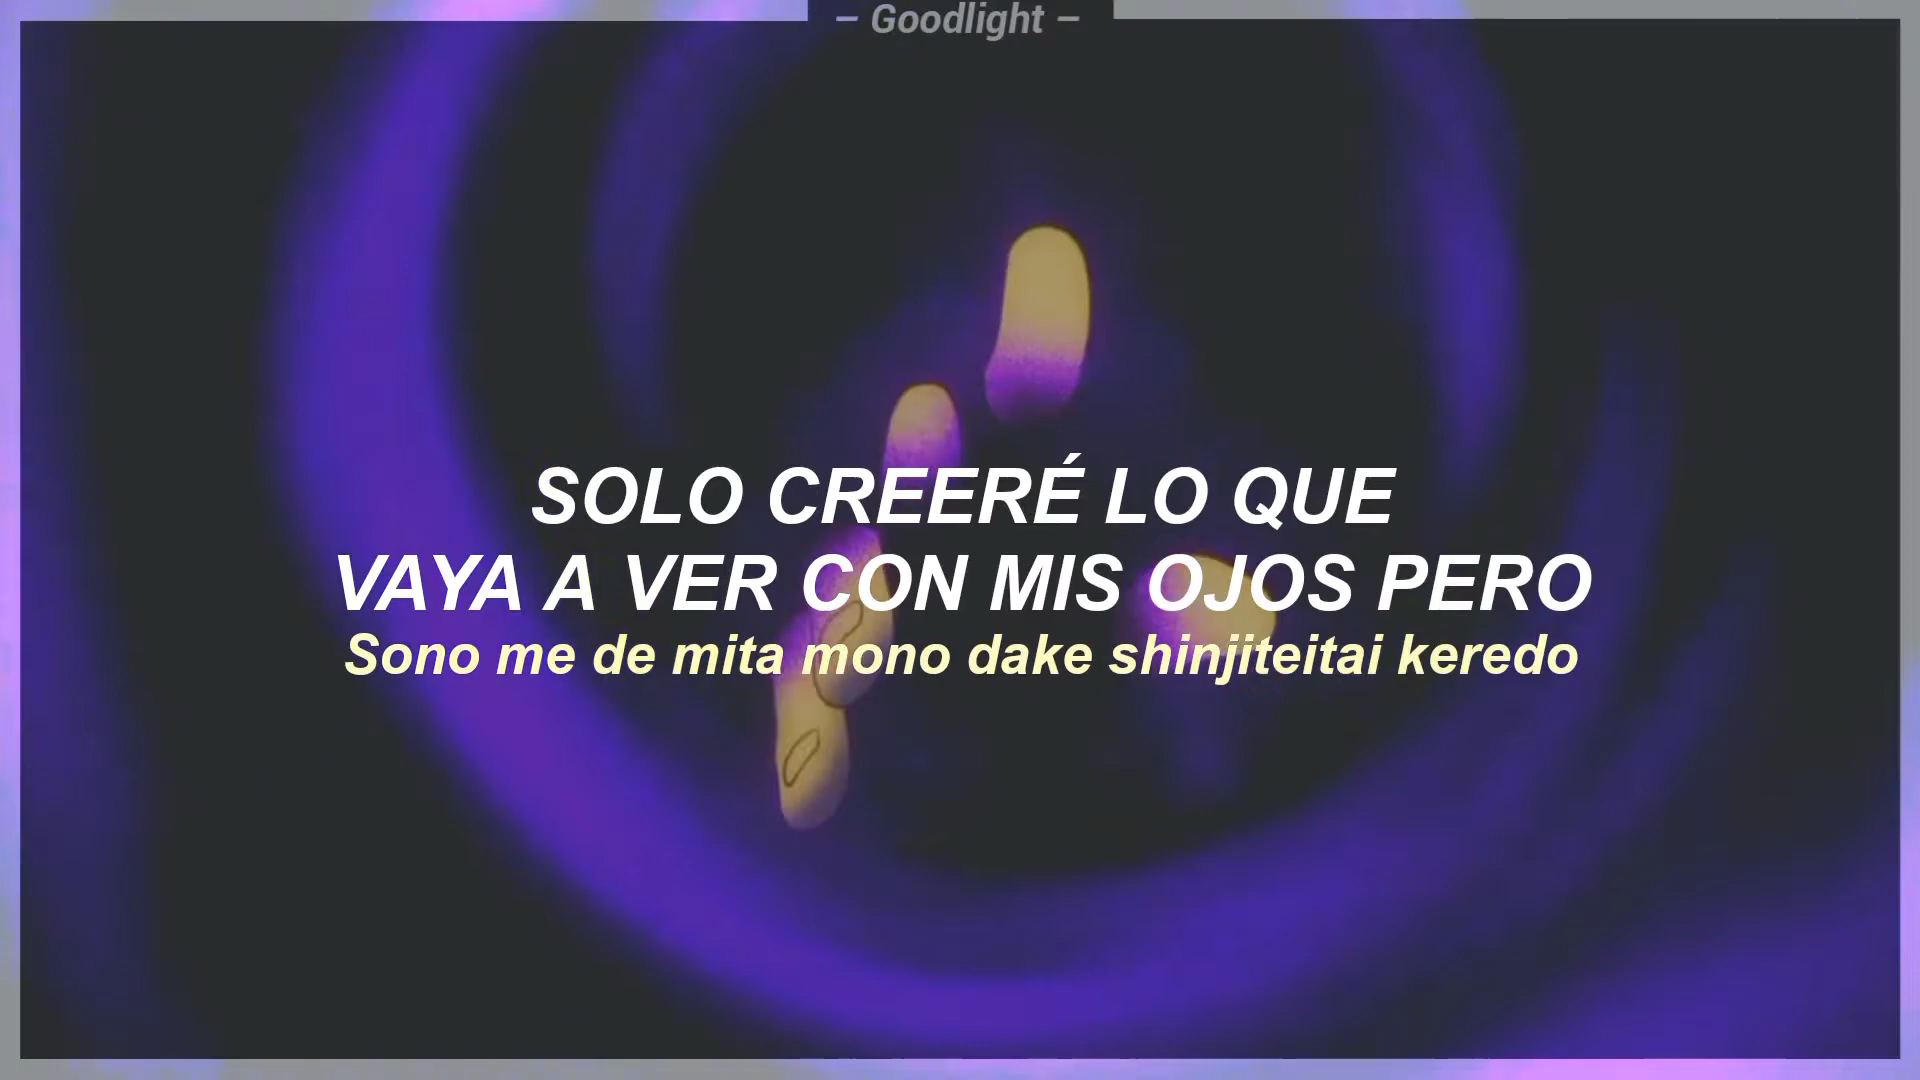 – Goodlight –
SOLO CREERÉ LO QUE
VAYA A VER CON MIS OJOS PERO
Sono me de mita mono dake shinjiteitai keredo